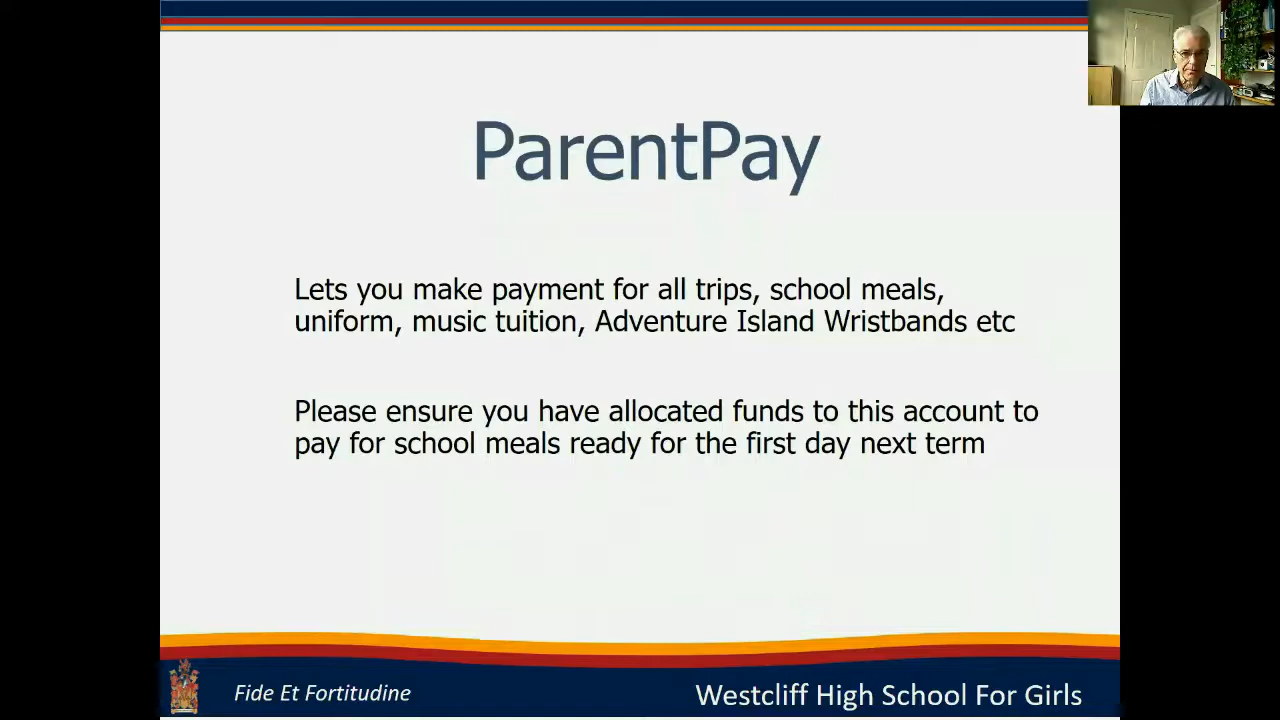 ParentPay
Lets you make payment for all trips, school meals,
uniform, music tuition, Adventure Island Wristbands etc
Please ensure you have allocated funds to this account to
pay for school meals ready for the first day next term
Fide Et Fortitudine
Westcliff High School For Girls